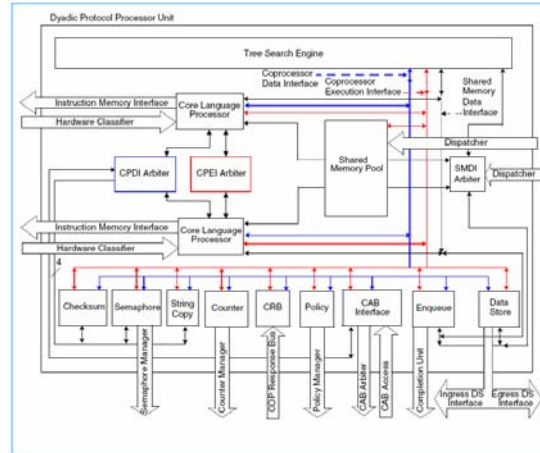 Dyadic Protocol Processor Unit
Tree Search Engine
Coprocessor
Data Interface
Coprocessor
Execution Interface
Shared
Memory
Data
Interface
Instruction Memory Interface
Hardware Classifier
Core Language
Processor
Dispatcher
CPDI Arbiter
CPEI Arbiter
Shared
Memory Pool
SMDI
Arbiter
Dispatcher
Instruction Memory Interface
Hardware Classifier
Core Language
Processor
4
Checksum
Semaphore
String
Copy
Counter
CRB
Policy
CAB
Interface
Enqueue
Data
Store
Semaphore Manager
Counter Manager
COP Response Bus
Policy Manager
CAB Arbiter
CAB Access
Completion Unit
Ingress DS
Interface
Egress DS
Interface